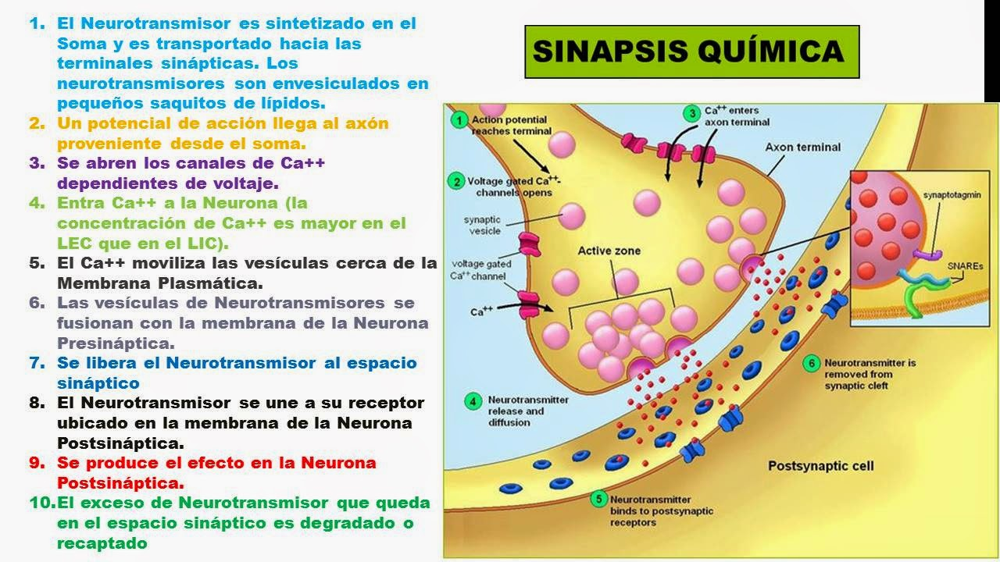 SINAPSIS QUÍMICA
1. El Neurotransmisor es sintetizado en el
Soma y es transportado hacia las
terminales sinápticas. Los
neurotransmisores son envesiculados en
pequeños saquitos de lípidos.
2. Un potencial de acción llega al axón
proveniente desde el soma.
3. Se abren los canales de Ca++
dependientes de voltaje.
4. Entra Ca++ a la Neurona (la
concentración de Ca++ es mayor en el
LEC que en el LIC).
5. El Ca++ moviliza las vesículas cerca de la
Membrana Plasmática.
6. Las vesículas de Neurotransmisores se
fusionan con la membrana de la Neurona
Presináptica.
7. Se libera el Neurotransmisor al espacio
sináptico
8. El Neurotransmisor se une a su receptor
ubicado en la membrana de la Neurona
Postsináptica.
9. Se produce el efecto en la Neurona
Postsináptica.
10.El exceso de Neurotransmisor que queda
en el espacio sináptico es degradado o
recaptado
1 Action potential
reaches terminal
2 Voltage gated Ca++-
channels opens
synaptic
vesicle
voltage gated
Ca++ channel
Ca++
Active zone
3 Ca++ enters
axon terminal
Axon terminal
synaptotagmin
SNAREs
4 Neurotransmitter
release and
diffusion
6 Neurotransmitter is
removed from
synaptic cleft
Postsynaptic cell
5 Neurotransmitter
binds to postsynaptic
receptors